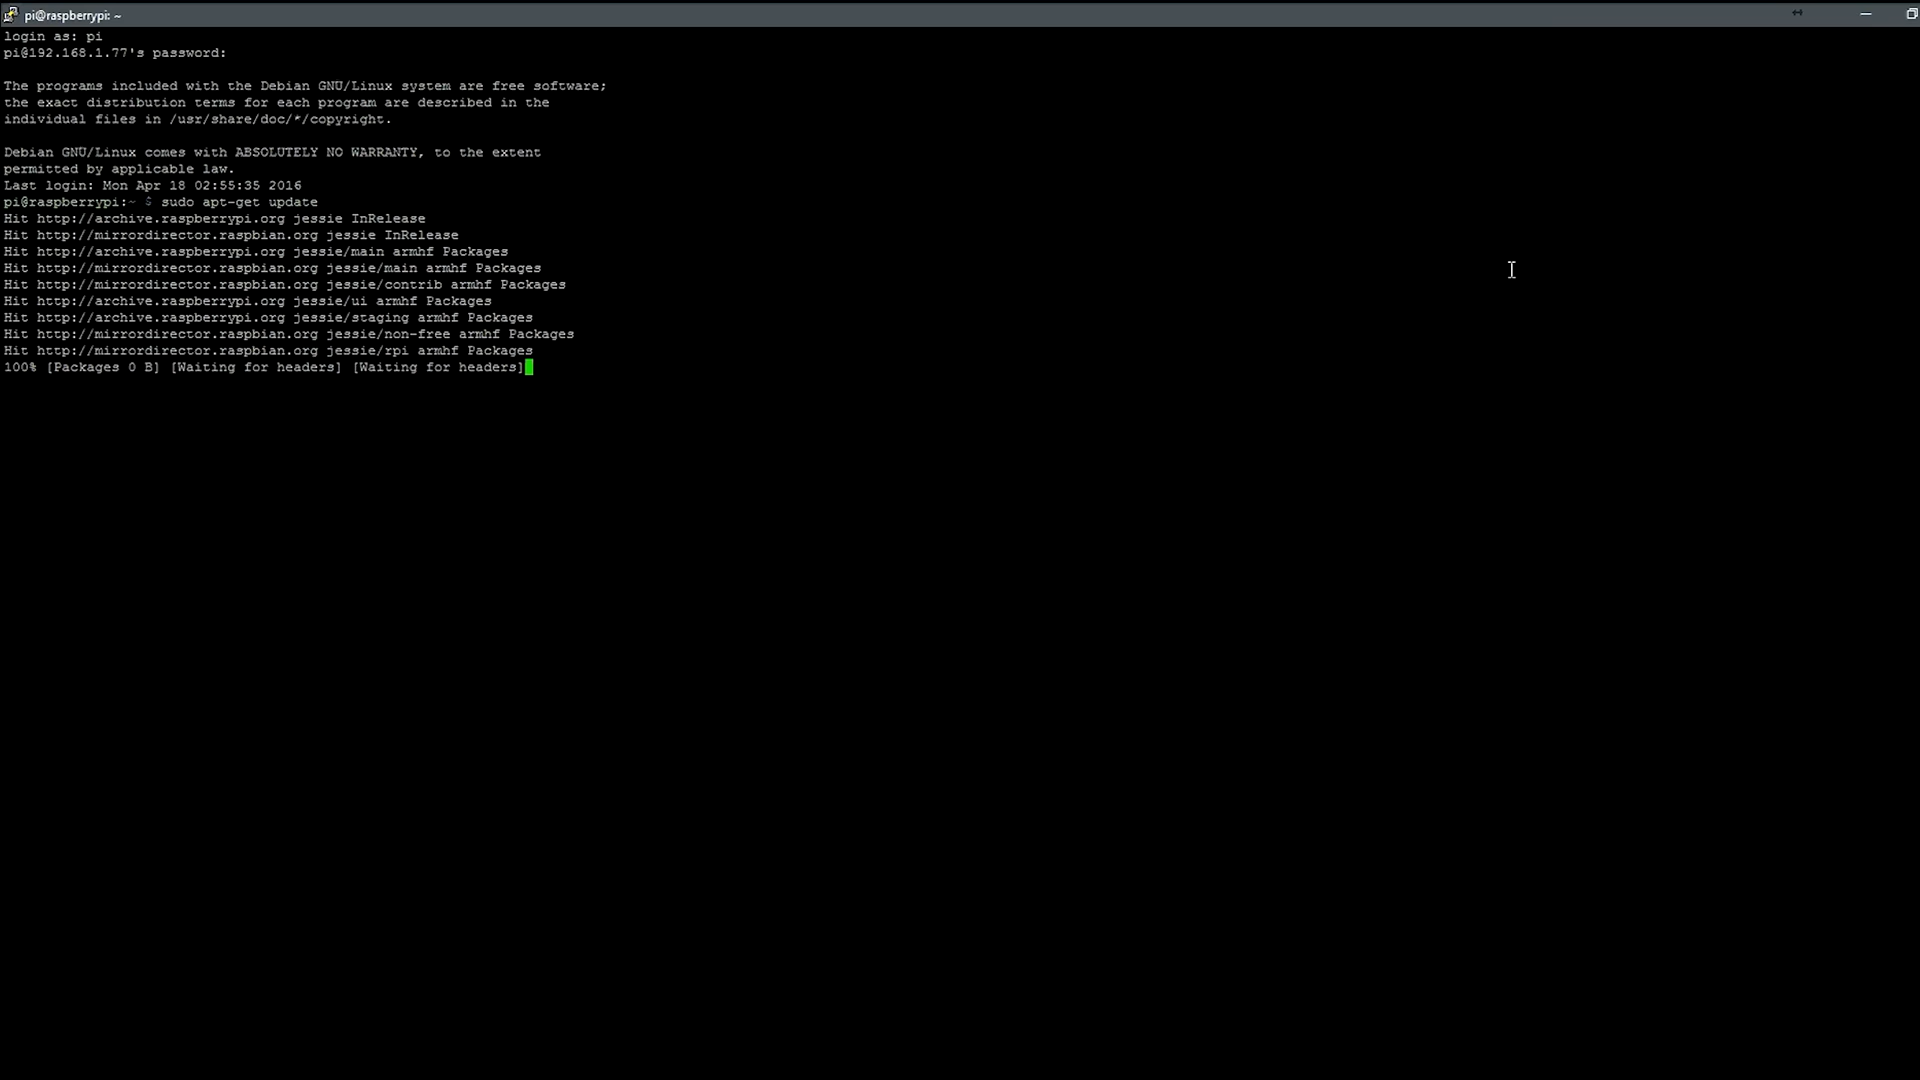 pi@raspberrypi: ~
login as: pi
pi@192.168.1.77's password:
The programs included with the Debian GNU/Linux system are free software;
the exact distribution terms for each program are described in the
individual files in /usr/share/doc/*/copyright.
Debian GNU/Linux comes with ABSOLUTELY NO WARRANTY, to the extent
permitted by applicable law.
Last login: Mon Apr 18 02:55:35 2016
pi@raspberrypi:~ $ sudo apt-get update
Hit http://archive.raspberrypi.org jessie InRelease
Hit http://mirrordirector.raspbian.org jessie InRelease
Hit http://archive.raspberrypi.org jessie/main armhf Packages
Hit http://mirrordirector.raspbian.org jessie/main armhf Packages
Hit http://mirrordirector.raspbian.org jessie/contrib armhf Packages
Hit http://archive.raspberrypi.org jessie/ui armhf Packages
Hit http://archive.raspberrypi.org jessie/staging armhf Packages
Hit http://mirrordirector.raspbian.org jessie/non-free armhf Packages
Hit http://mirrordirector.raspbian.org jessie/rpi armhf Packages
100% [Packages 0 B] [Waiting for headers] [Waiting for headers]